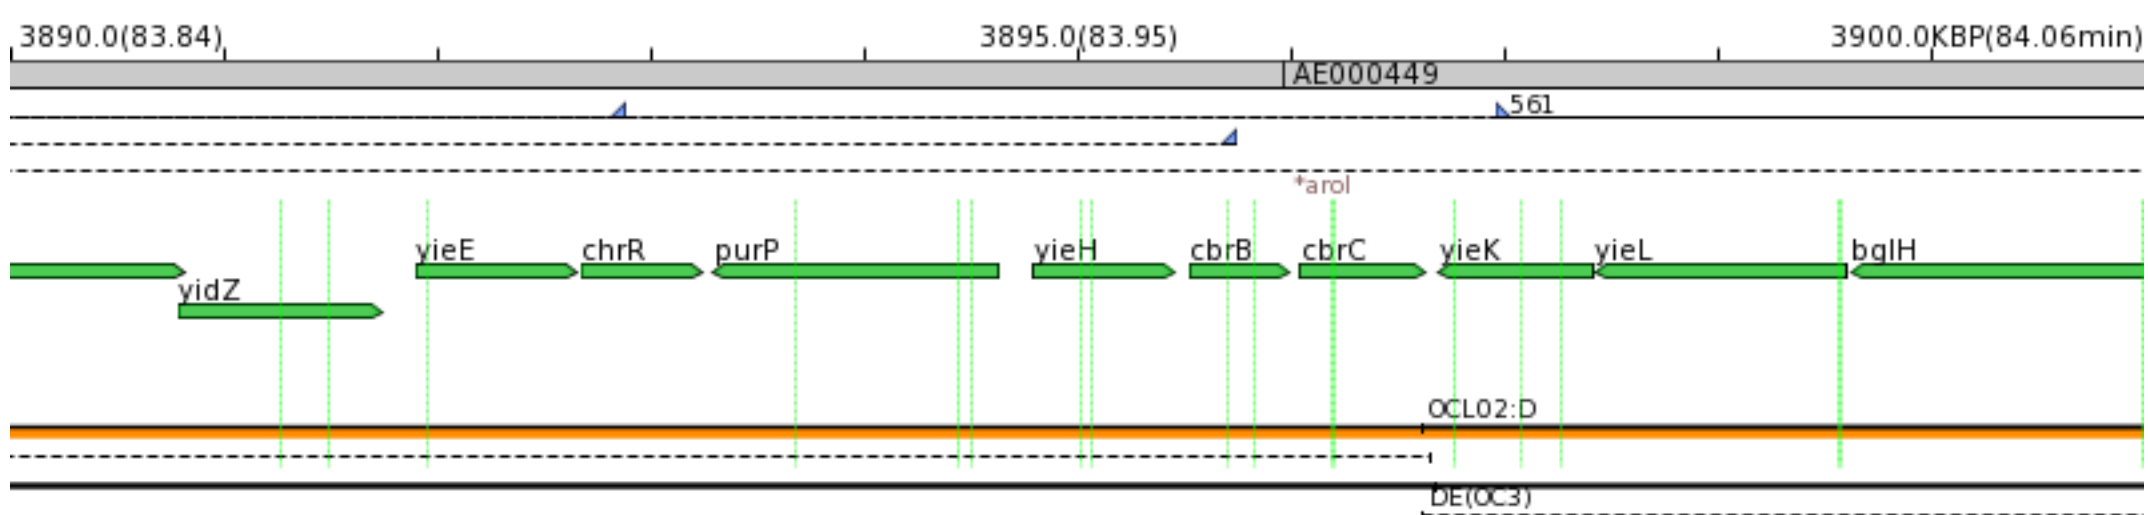 3890.0(83.84) 3895.0(83.95) 3900.0KBP(84.06min)
AE000449
561
*arol
yieE chrR purP yieH cbrB cbrC yieK yieL bglH
yidZ
OCL02:D
DE(OC3)